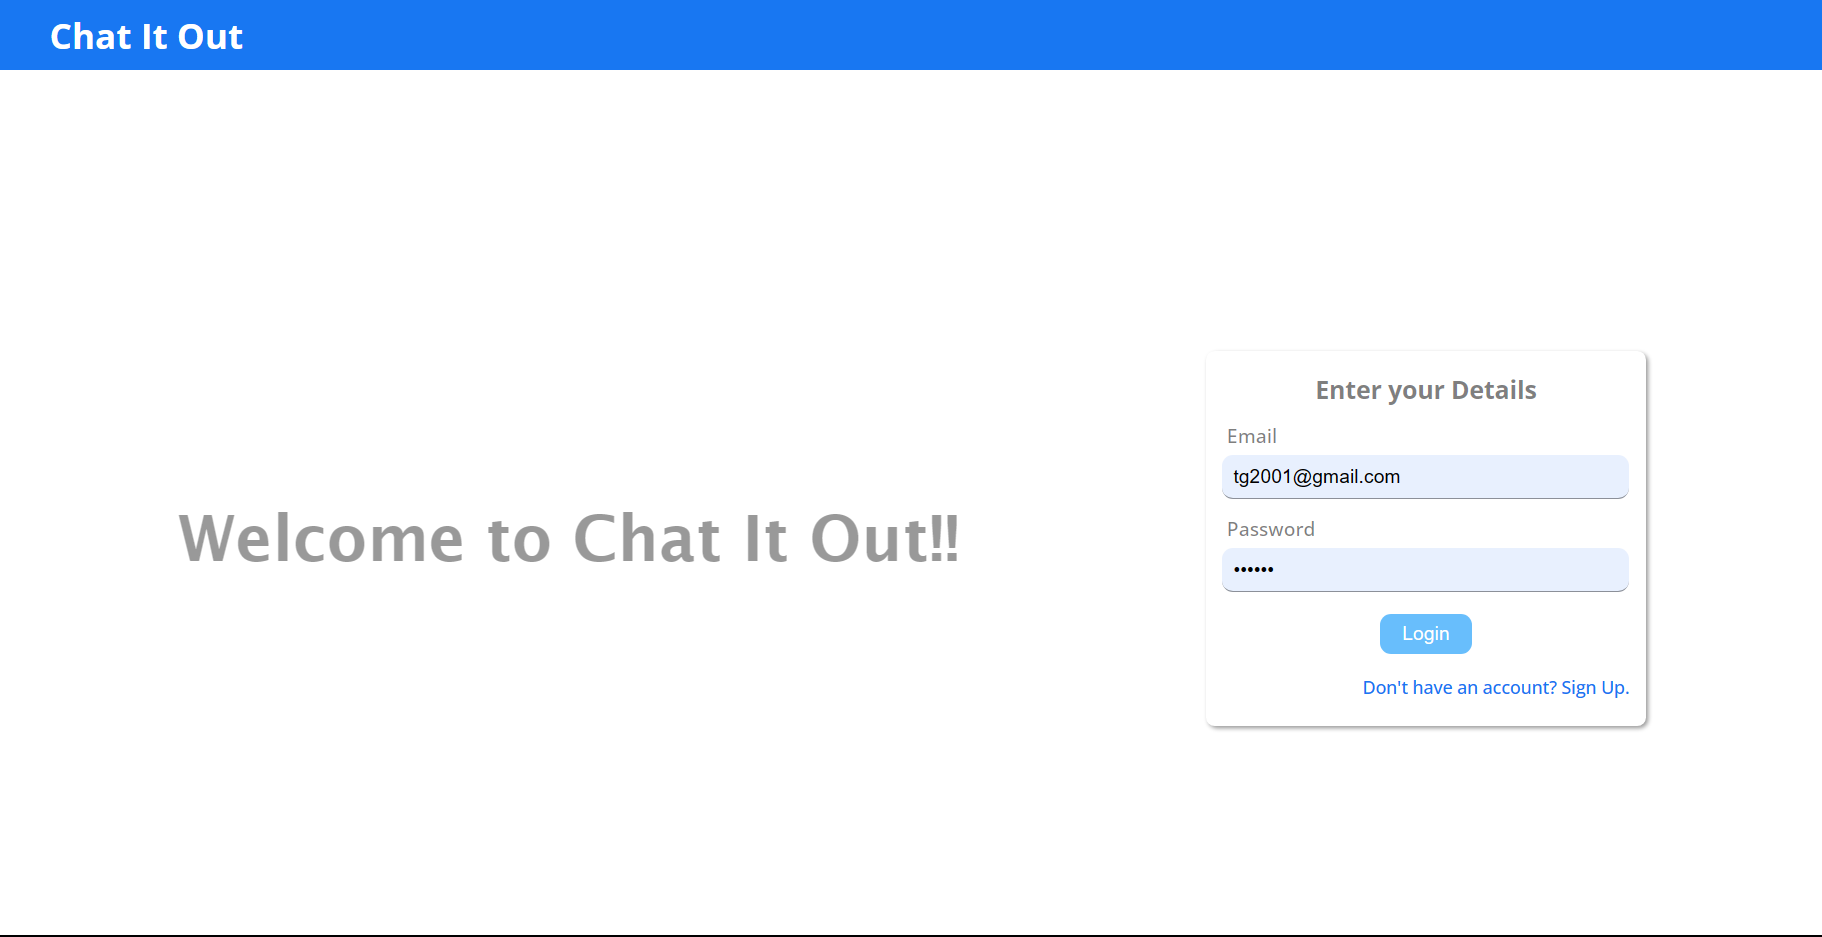 Chat It Out
Welcome to Chat It Out!!
Enter your Details
Email
tg2001@gmail.com
Password
••••••
Login
Don't have an account? Sign Up.